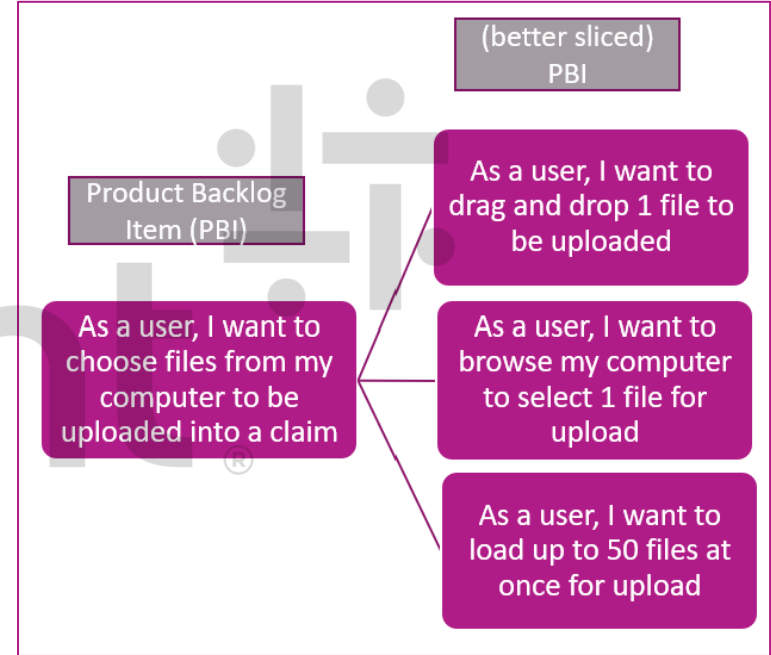 (better sliced)
PBI
Product Backlog
Item (PBI)
As a user, I want to
choose files from my
computer to be
uploaded into a claim
As a user, I want to
drag and drop 1 file to
be uploaded
As a user, I want to
browse my computer
to select 1 file for
upload
As a user, I want to
load up to 50 files at
once for upload
nt
®